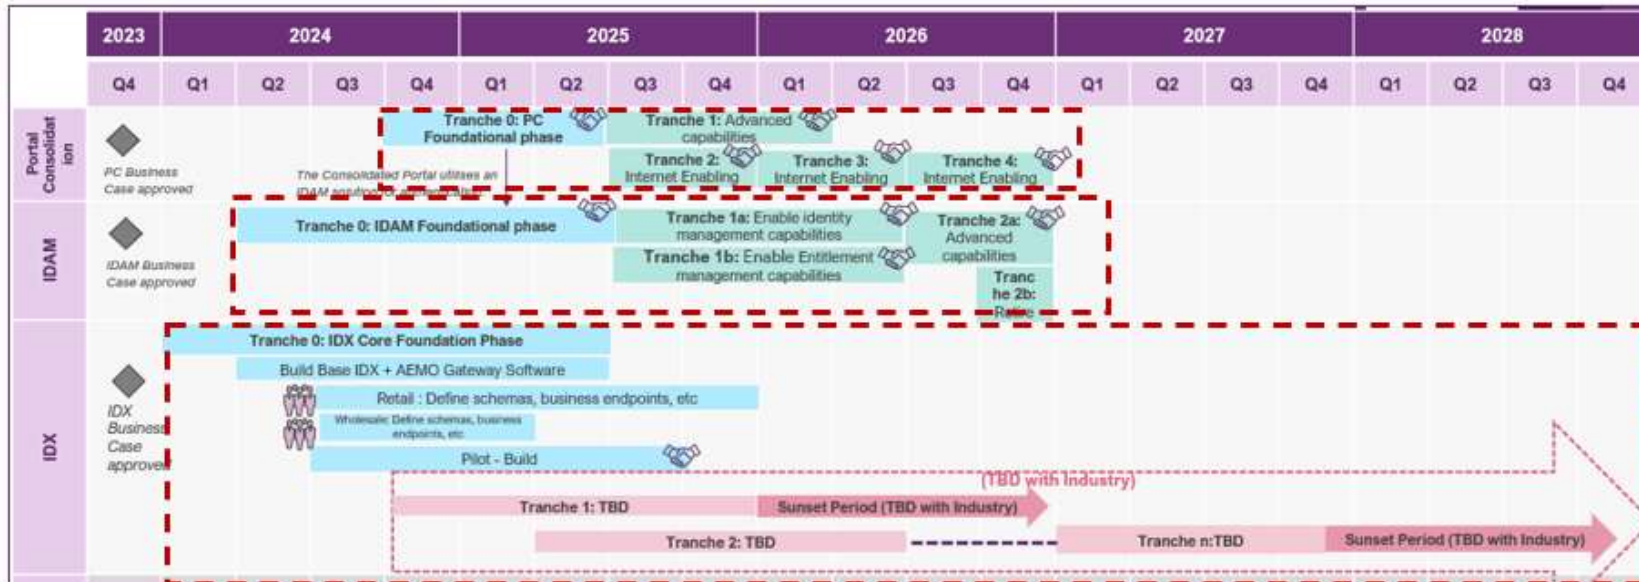 2023
2024
2025
2026
2027
2028
Q4
Q1
Q2
Q3
Q4
Q1
Q2
Q3
Q4
Q1
Q2
Q3
Q4
Q1
Q2
Q3
Q4
Q1
Q2
Q3
Q4
Portal
Consolidat
ion
PC Business
Case approved
Tranche 0: PC
Foundational phase
Tranche 1: Advanced
capabilities
Tranche 2:
Internet Enabling
Tranche 3:
Internet Enabling
Tranche 4:
Internet Enabling
The Consolidated Portal utilises an
IDAM solution for
IDAM
IDAM Business
Case approved
Tranche 0: IDAM Foundational phase
Tranche 1a: Enable identity
management capabilities
Tranche 1b: Enable Entitlement
management capabilities
Tranche 2a:
Advanced
capabilities
Tranc
he 2b:
Retire
IDX
IDX
Business
Case
approved
Tranche 0: IDX Core Foundation Phase
Build Base IDX + AEMO Gateway Software
Retail : Define schemas, business endpoints, etc
Wholesale: Define schemas, business
endpoints, etc
Pilot - Build
(TBD with Industry)
Tranche 1: TBD
Sunset Period (TBD with Industry)
Tranche 2: TBD
Tranche n:TBD
Sunset Period (TBD with Industry)